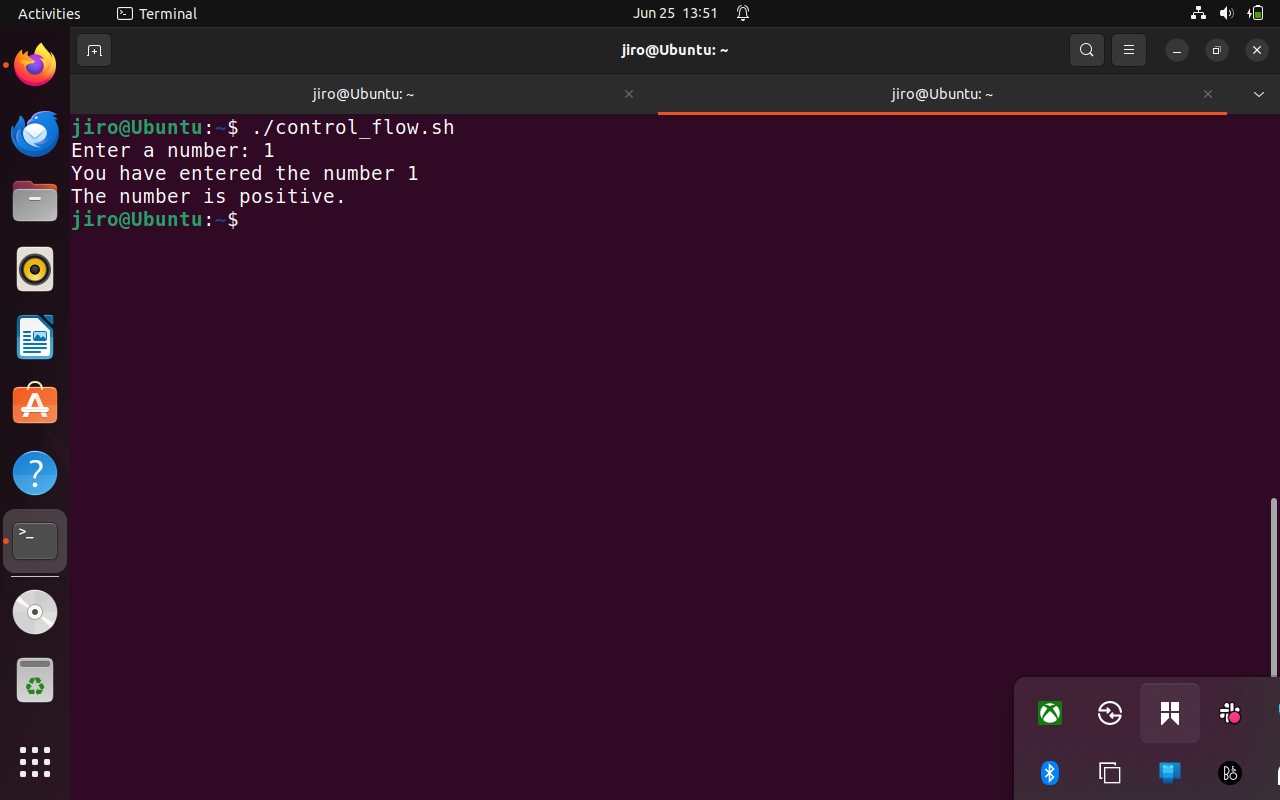 Activities
Terminal
Jun 25 13:51
jiro@Ubuntu: ~
jiro@Ubuntu: ~
jiro@Ubuntu: ~
jiro@Ubuntu:~$ ./control_flow.sh
Enter a number: 1
You have entered the number 1
The number is positive.
jiro@Ubuntu:~$